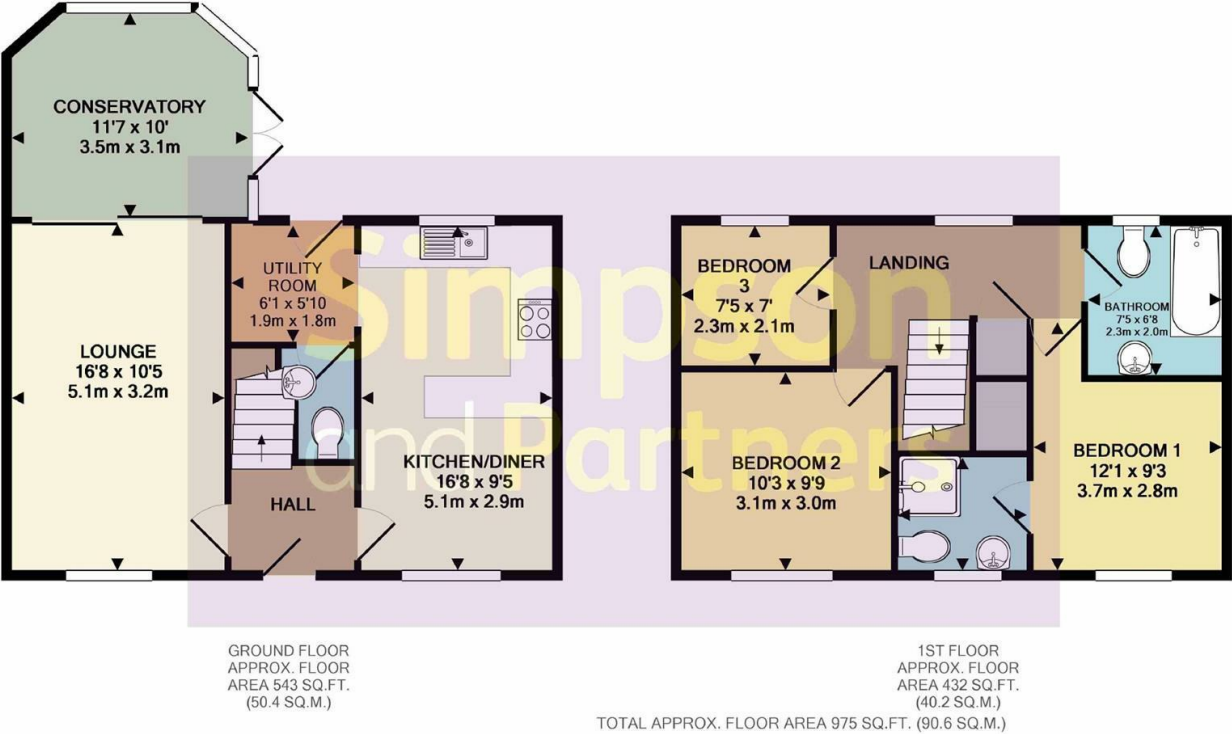 CONSERVATORY
11'7 x 10'
3.5m x 3.1m
UTILITY
ROOM
6'1 x 5'10
1.9m x 1.8m
LOUNGE
16'8 x 10'5
5.1m x 3.2m
KITCHEN/DINER
16'8 x 9'5
5.1m x 2.9m
HALL
BEDROOM
3
7'5 x 7'
2.3m x 2.1m
LANDING
BATHROOM
7'5 x 6'8
2.3m x 2.0m
BEDROOM 2
10'3 x 9'9
3.1m x 3.0m
BEDROOM 1
12'1 x 9'3
3.7m x 2.8m
Simpson
and Partners
GROUND FLOOR
APPROX. FLOOR
AREA 543 SQ.FT.
(50.4 SQ.M.)
1ST FLOOR
APPROX. FLOOR
AREA 432 SQ.FT.
(40.2 SQ.M.)
TOTAL APPROX. FLOOR AREA 975 SQ.FT. (90.6 SQ.M.)